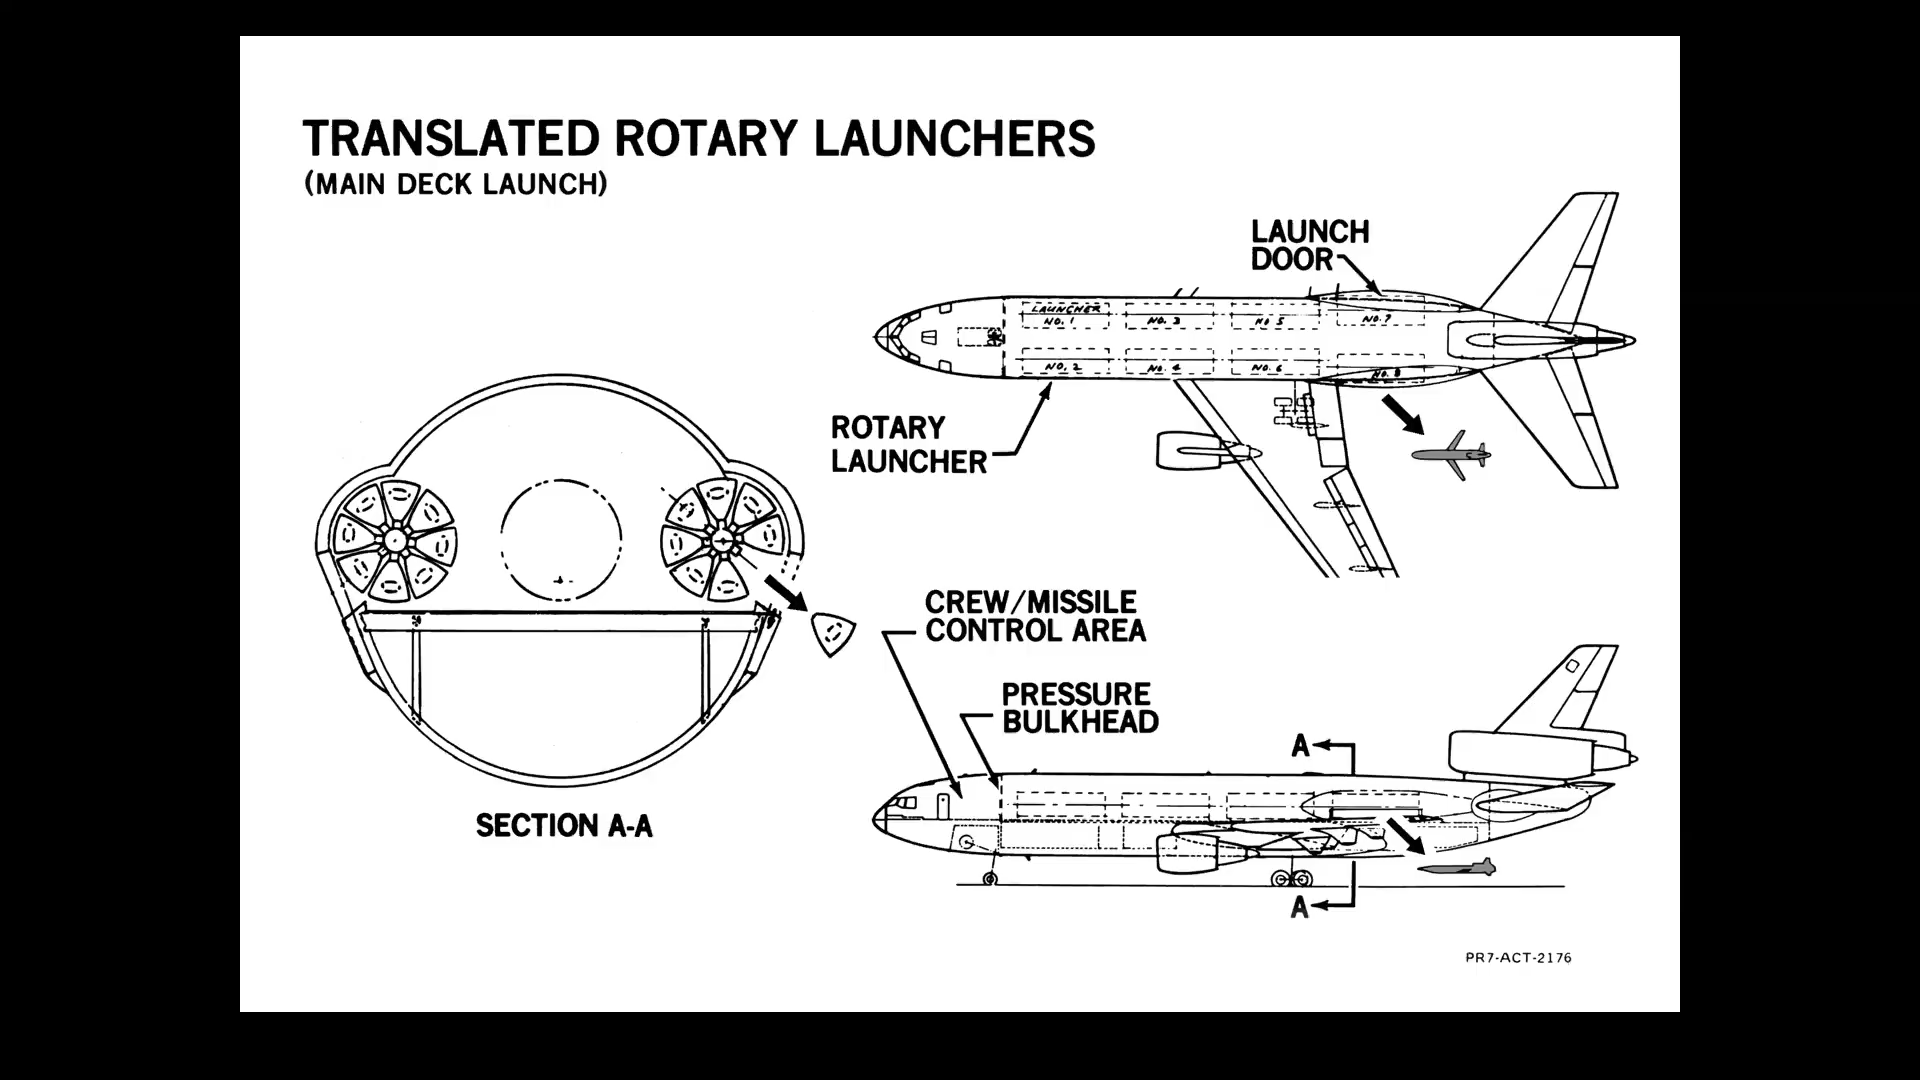 TRANSLATED ROTARY LAUNCHERS
(MAIN DECK LAUNCH)
LAUNCH
DOOR
LAUNCHER
NO. 1
NO. 3
NO 5
NO. 7
NO. 2
NO. 4
NO. 6
NO. 8
ROTARY
LAUNCHER
CREW/MISSILE
CONTROL AREA
PRESSURE
BULKHEAD
A
A
SECTION A-A
PR7-ACT-2176